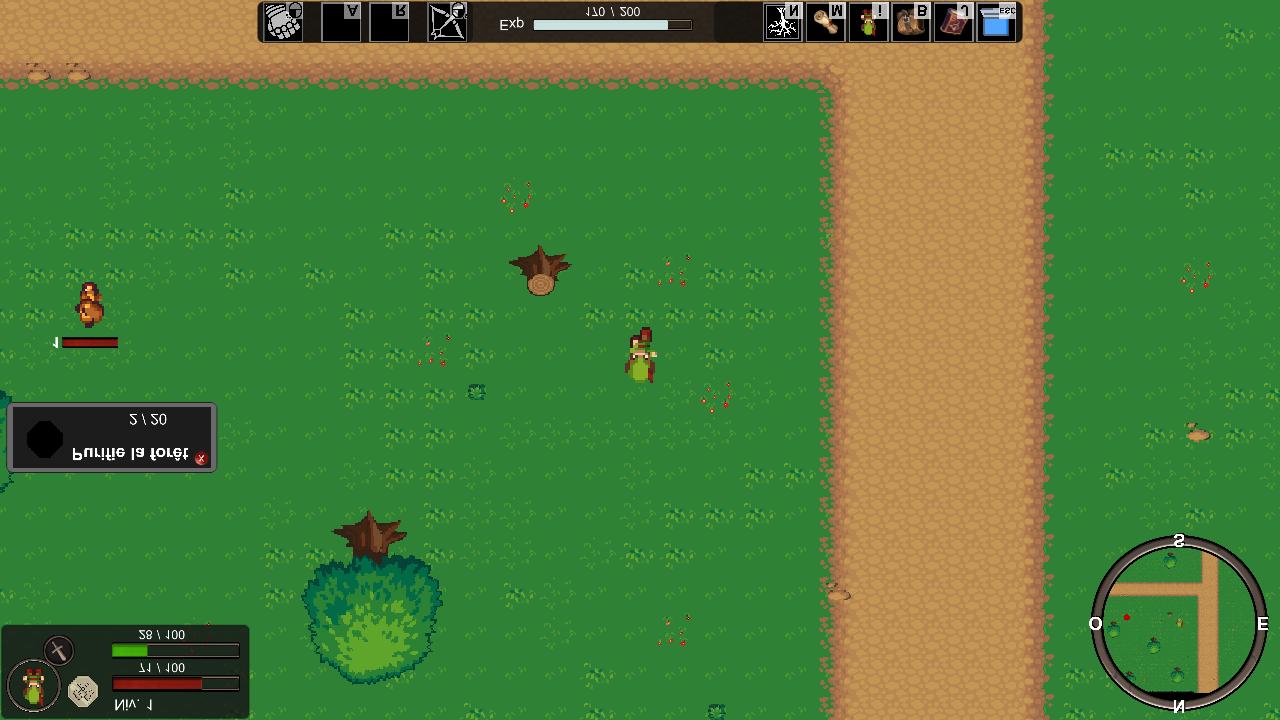 Niv. 1
71 / 100
28 / 100
Purifie la forêt
x
2 / 20
1
N
O
E
S
A
R
Exp
170 / 200
N
M
I
B
J
ESC